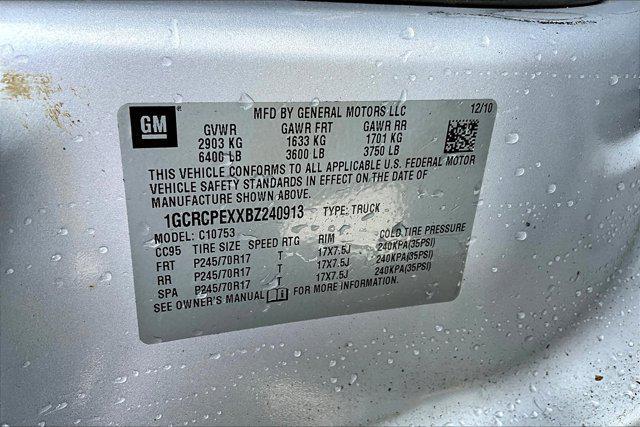 GM
MFD BY GENERAL MOTORS LLC 12/10
GVWR GAWR FRT GAWR RR
2903 KG 1633 KG 1701 KG
6400 LB 3600 LB 3750 LB
THIS VEHICLE CONFORMS TO ALL APPLICABLE U.S. FEDERAL MOTOR
VEHICLE SAFETY STANDARDS IN EFFECT ON THE DATE OF
MANUFACTURE SHOWN ABOVE.
1GCRCPEXXBZ240913 TYPE: TRUCK
MODEL: C10753
CC95 TIRE SIZE SPEED RTG RIM COLD TIRE PRESSURE
FRT P245/70R17 T 17X7.5J 240KPA(35PSI)
RR P245/70R17 T 17X7.5J 240KPA(35PSI)
SPA P245/70R17 T 17X7.5J 240KPA(35PSI)
SEE OWNER'S MANUAL FOR MORE INFORMATION.